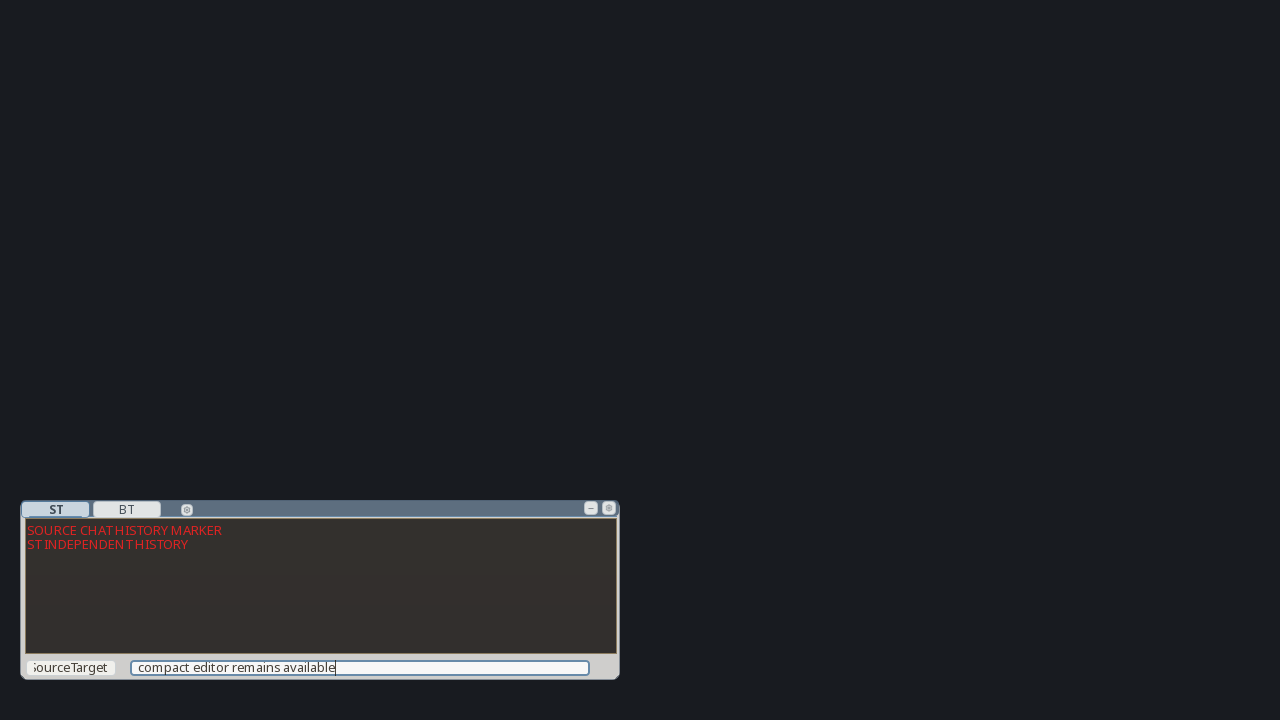 ST BT
SOURCE CHAT HISTORY MARKER
ST INDEPENDENT HISTORY
SourceTarget compact editor remains available